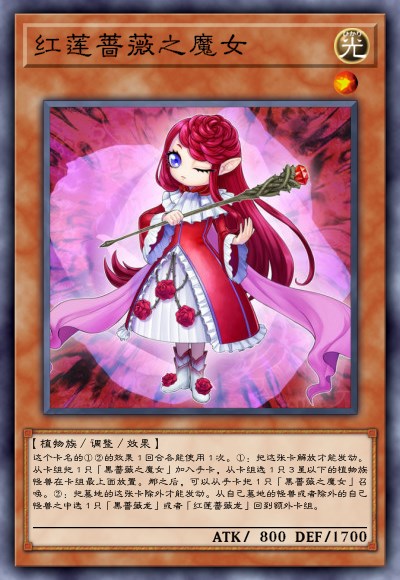 红莲蔷薇之魔女
ひかり
光
【植物族／调整／效果】
这个卡名的①②的效果1回合各能使用1次。①：把这张卡解放才能发动。
从卡组把1只「黑蔷薇之魔女」加入手卡，从卡组选1只3星以下的植物族
怪兽在卡组最上面放置。那之后，可以从手卡把1只「黑蔷薇之魔女」召
唤。②：把墓地的这张卡除外才能发动。从自己墓地的怪兽或者除外的自己
怪兽之中选1只「黑蔷薇龙」或者「红莲蔷薇龙」回到额外卡组。
ATK/ 800 DEF/1700